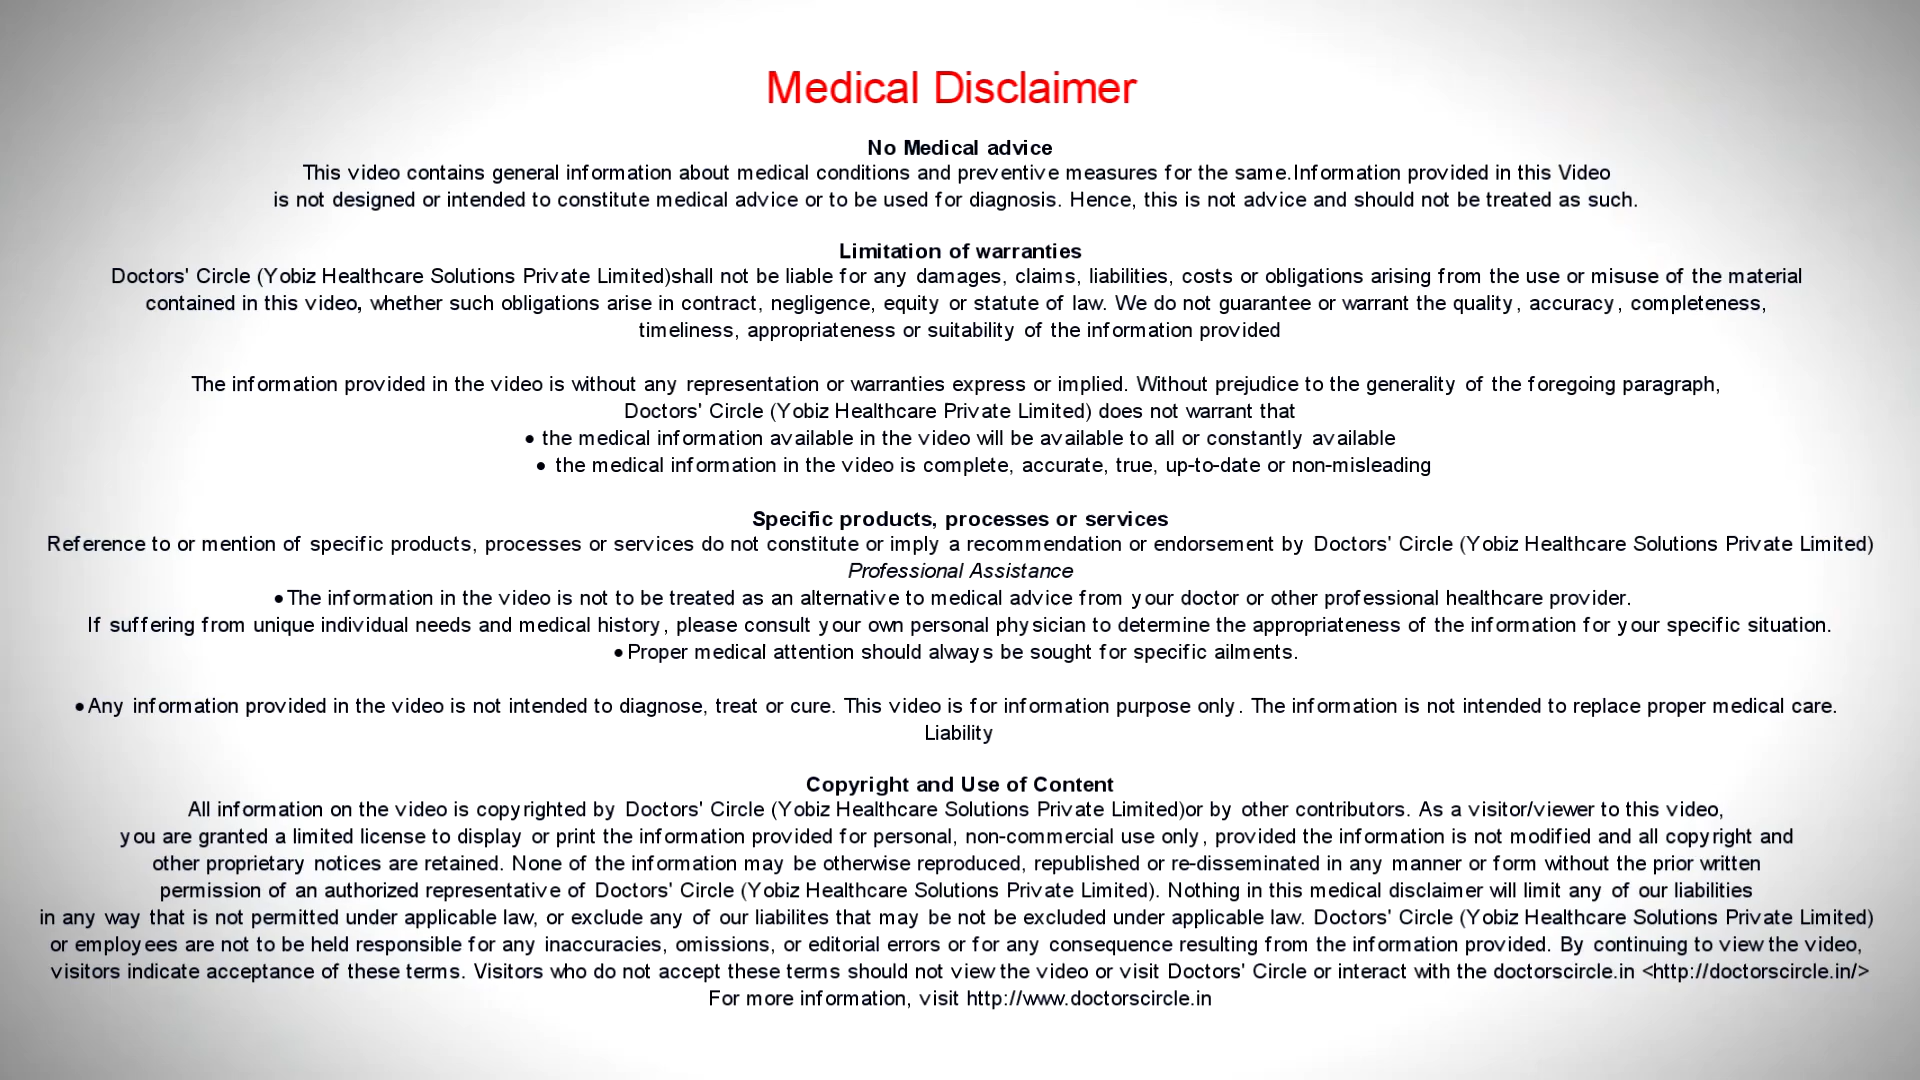 Medical Disclaimer
No Medical advice
This video contains general information about medical conditions and preventive measures for the same.Information provided in this Video
is not designed or intended to constitute medical advice or to be used for diagnosis. Hence, this is not advice and should not be treated as such.
Limitation of warranties
Doctors' Circle (Yobiz Healthcare Solutions Private Limited)shall not be liable for any damages, claims, liabilities, costs or obligations arising from the use or misuse of the material
contained in this video, whether such obligations arise in contract, negligence, equity or statute of law. We do not guarantee or warrant the quality, accuracy, completeness,
timeliness, appropriateness or suitability of the information provided
The information provided in the video is without any representation or warranties express or implied. Without prejudice to the generality of the foregoing paragraph,
Doctors' Circle (Yobiz Healthcare Private Limited) does not warrant that
• the medical information available in the video will be available to all or constantly available
• the medical information in the video is complete, accurate, true, up-to-date or non-misleading
Specific products, processes or services
Reference to or mention of specific products, processes or services do not constitute or imply a recommendation or endorsement by Doctors' Circle (Yobiz Healthcare Solutions Private Limited)
Professional Assistance
•The information in the video is not to be treated as an alternative to medical advice from your doctor or other professional healthcare provider.
If suffering from unique individual needs and medical history, please consult your own personal physician to determine the appropriateness of the information for your specific situation.
•Proper medical attention should always be sought for specific ailments.
•Any information provided in the video is not intended to diagnose, treat or cure. This video is for information purpose only. The information is not intended to replace proper medical care.
Liability
Copyright and Use of Content
All information on the video is copyrighted by Doctors' Circle (Yobiz Healthcare Solutions Private Limited)or by other contributors. As a visitor/viewer to this video,
you are granted a limited license to display or print the information provided for personal, non-commercial use only, provided the information is not modified and all copyright and
other proprietary notices are retained. None of the information may be otherwise reproduced, republished or re-disseminated in any manner or form without the prior written
permission of an authorized representative of Doctors' Circle (Yobiz Healthcare Solutions Private Limited). Nothing in this medical disclaimer will limit any of our liabilities
in any way that is not permitted under applicable law, or exclude any of our liabilites that may be not be excluded under applicable law. Doctors' Circle (Yobiz Healthcare Solutions Private Limited)
or employees are not to be held responsible for any inaccuracies, omissions, or editorial errors or for any consequence resulting from the information provided. By continuing to view the video,
visitors indicate acceptance of these terms. Visitors who do not accept these terms should not view the video or visit Doctors' Circle or interact with the doctorscircle.in <http://doctorscircle.in/>
For more information, visit http://www.doctorscircle.in